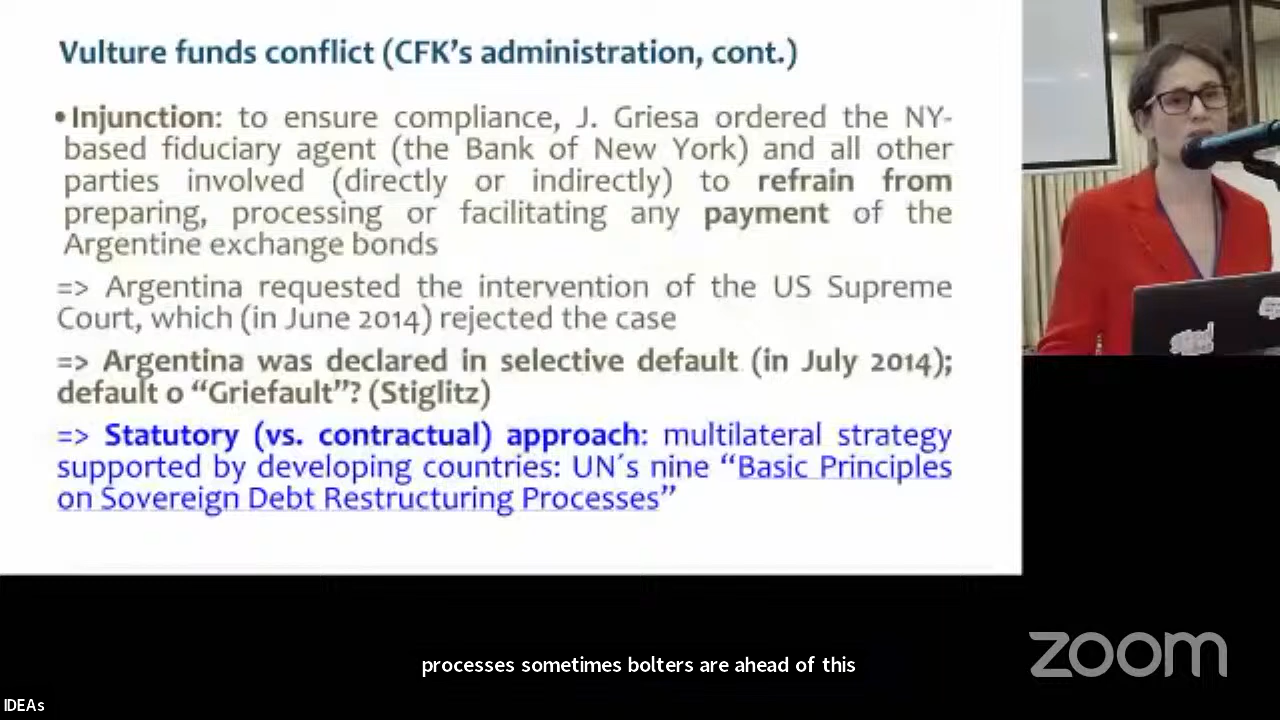 Vulture funds conflict (CFK’s administration, cont.)
•Injunction: to ensure compliance, J. Griesa ordered the NY-
based fiduciary agent (the Bank of New York) and all other
parties involved (directly or indirectly) to refrain from
preparing, processing or facilitating any payment of the
Argentine exchange bonds
=> Argentina requested the intervention of the US Supreme
Court, which (in June 2014) rejected the case
=> Argentina was declared in selective default (in July 2014);
default o “Griefault”? (Stiglitz)
=> Statutory (vs. contractual) approach: multilateral strategy
supported by developing countries: UN´s nine “Basic Principles
on Sovereign Debt Restructuring Processes”
processes sometimes bolters are ahead of this
zoom
IDEAs